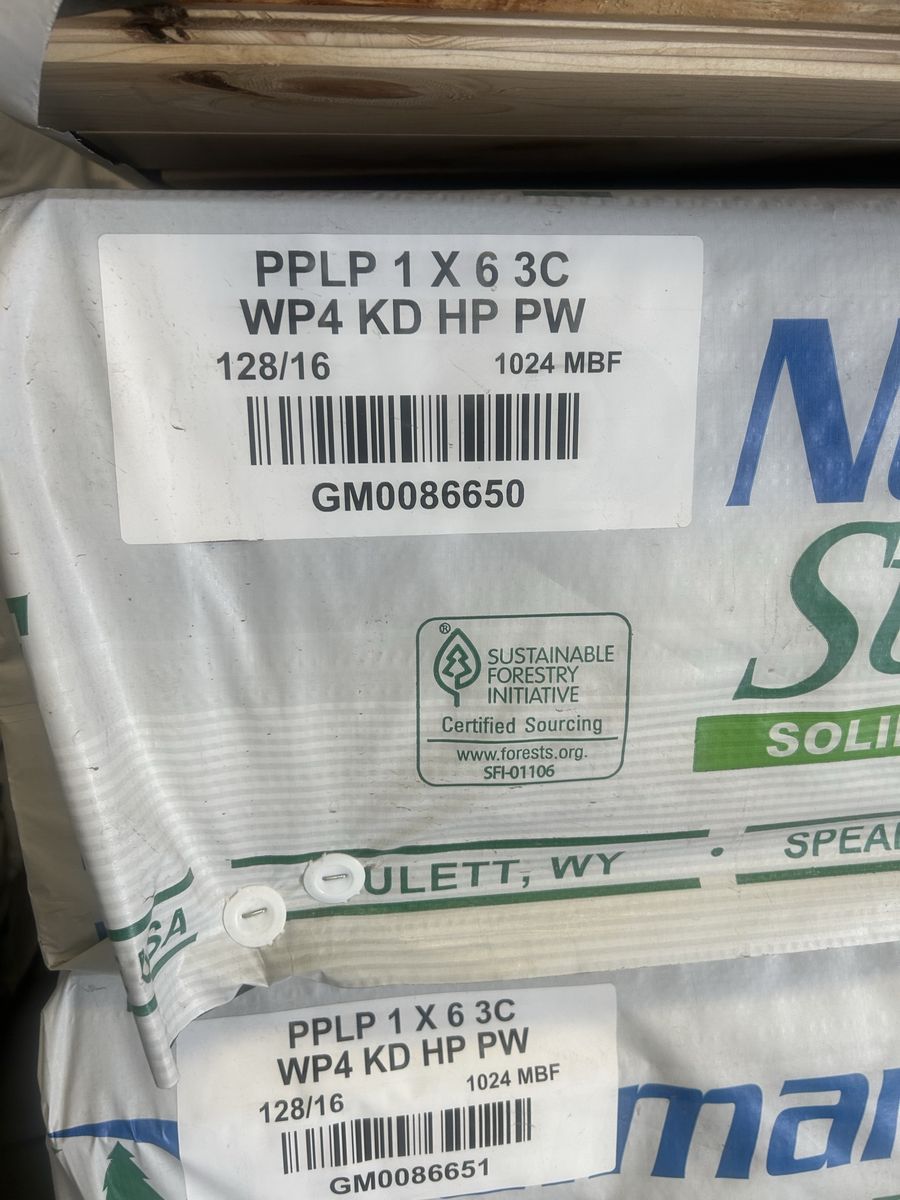 PPLP 1 X 6 3C
WP4 KD HP PW
128/16 1024 MBF
GM0086650
®
SUSTAINABLE
FORESTRY
INITIATIVE
Certified Sourcing
www.forests.org.
SFI-01106
SOLI
ULETT, WY • SPEA
SA
PPLP 1 X 6 3C
WP4 KD HP PW
128/16 1024 MBF
GM0086651